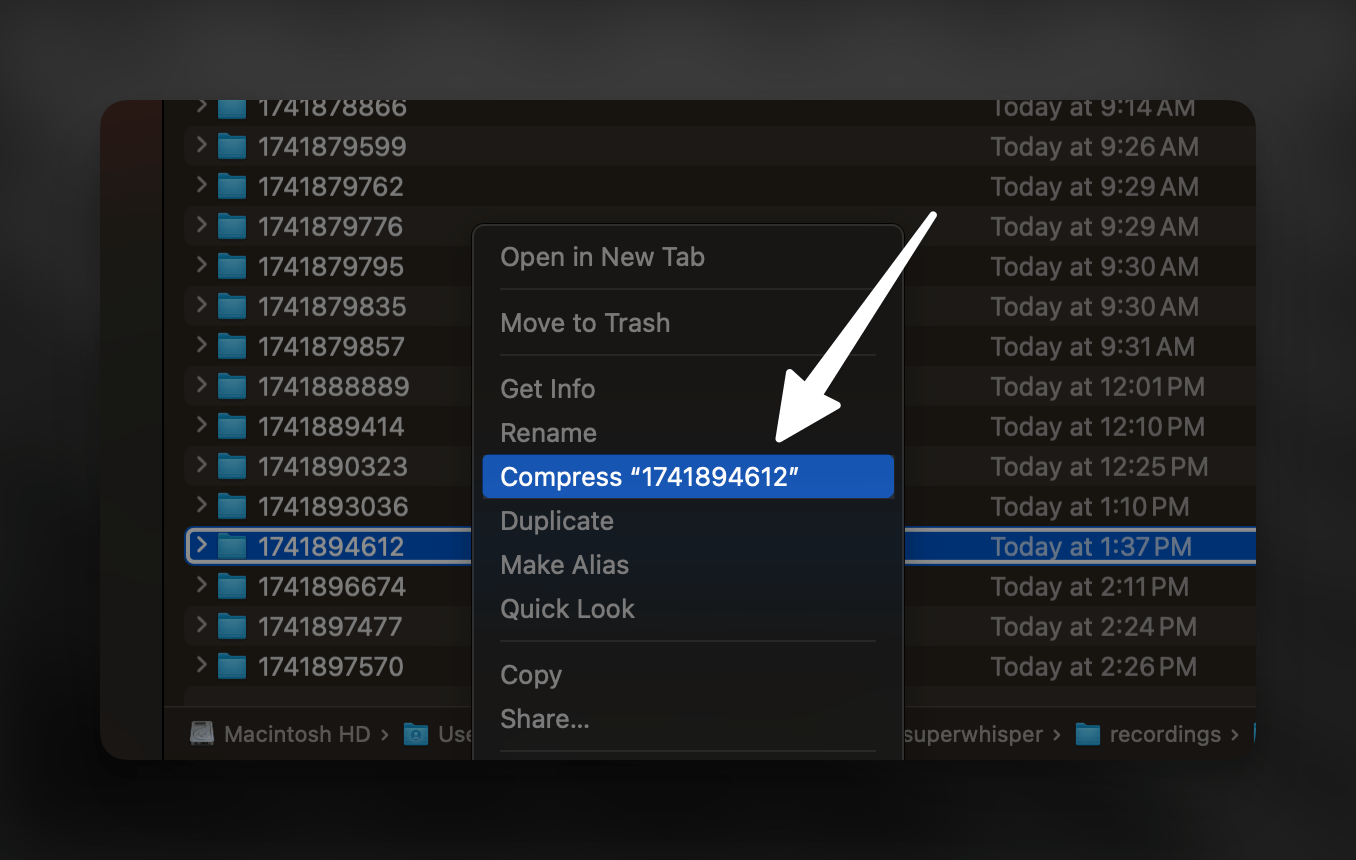 1741878866 Today at 9:14 AM
1741879599 Today at 9:26 AM
1741879762 Today at 9:29 AM
1741879776 Today at 9:29 AM
1741879795 Today at 9:30 AM
1741879835 Today at 9:30 AM
1741879857 Today at 9:31 AM
1741888889 Today at 12:01 PM
1741889414 Today at 12:10 PM
1741890323 Today at 12:25 PM
1741893036 Today at 1:10 PM
1741894612 Today at 1:37 PM
1741896674 Today at 2:11 PM
1741897477 Today at 2:24 PM
1741897570 Today at 2:26 PM
Open in New Tab
Move to Trash
Get Info
Rename
Compress “1741894612”
Duplicate
Make Alias
Quick Look
Copy
Share...
Macintosh HD › Use superwhisper › recordings ›